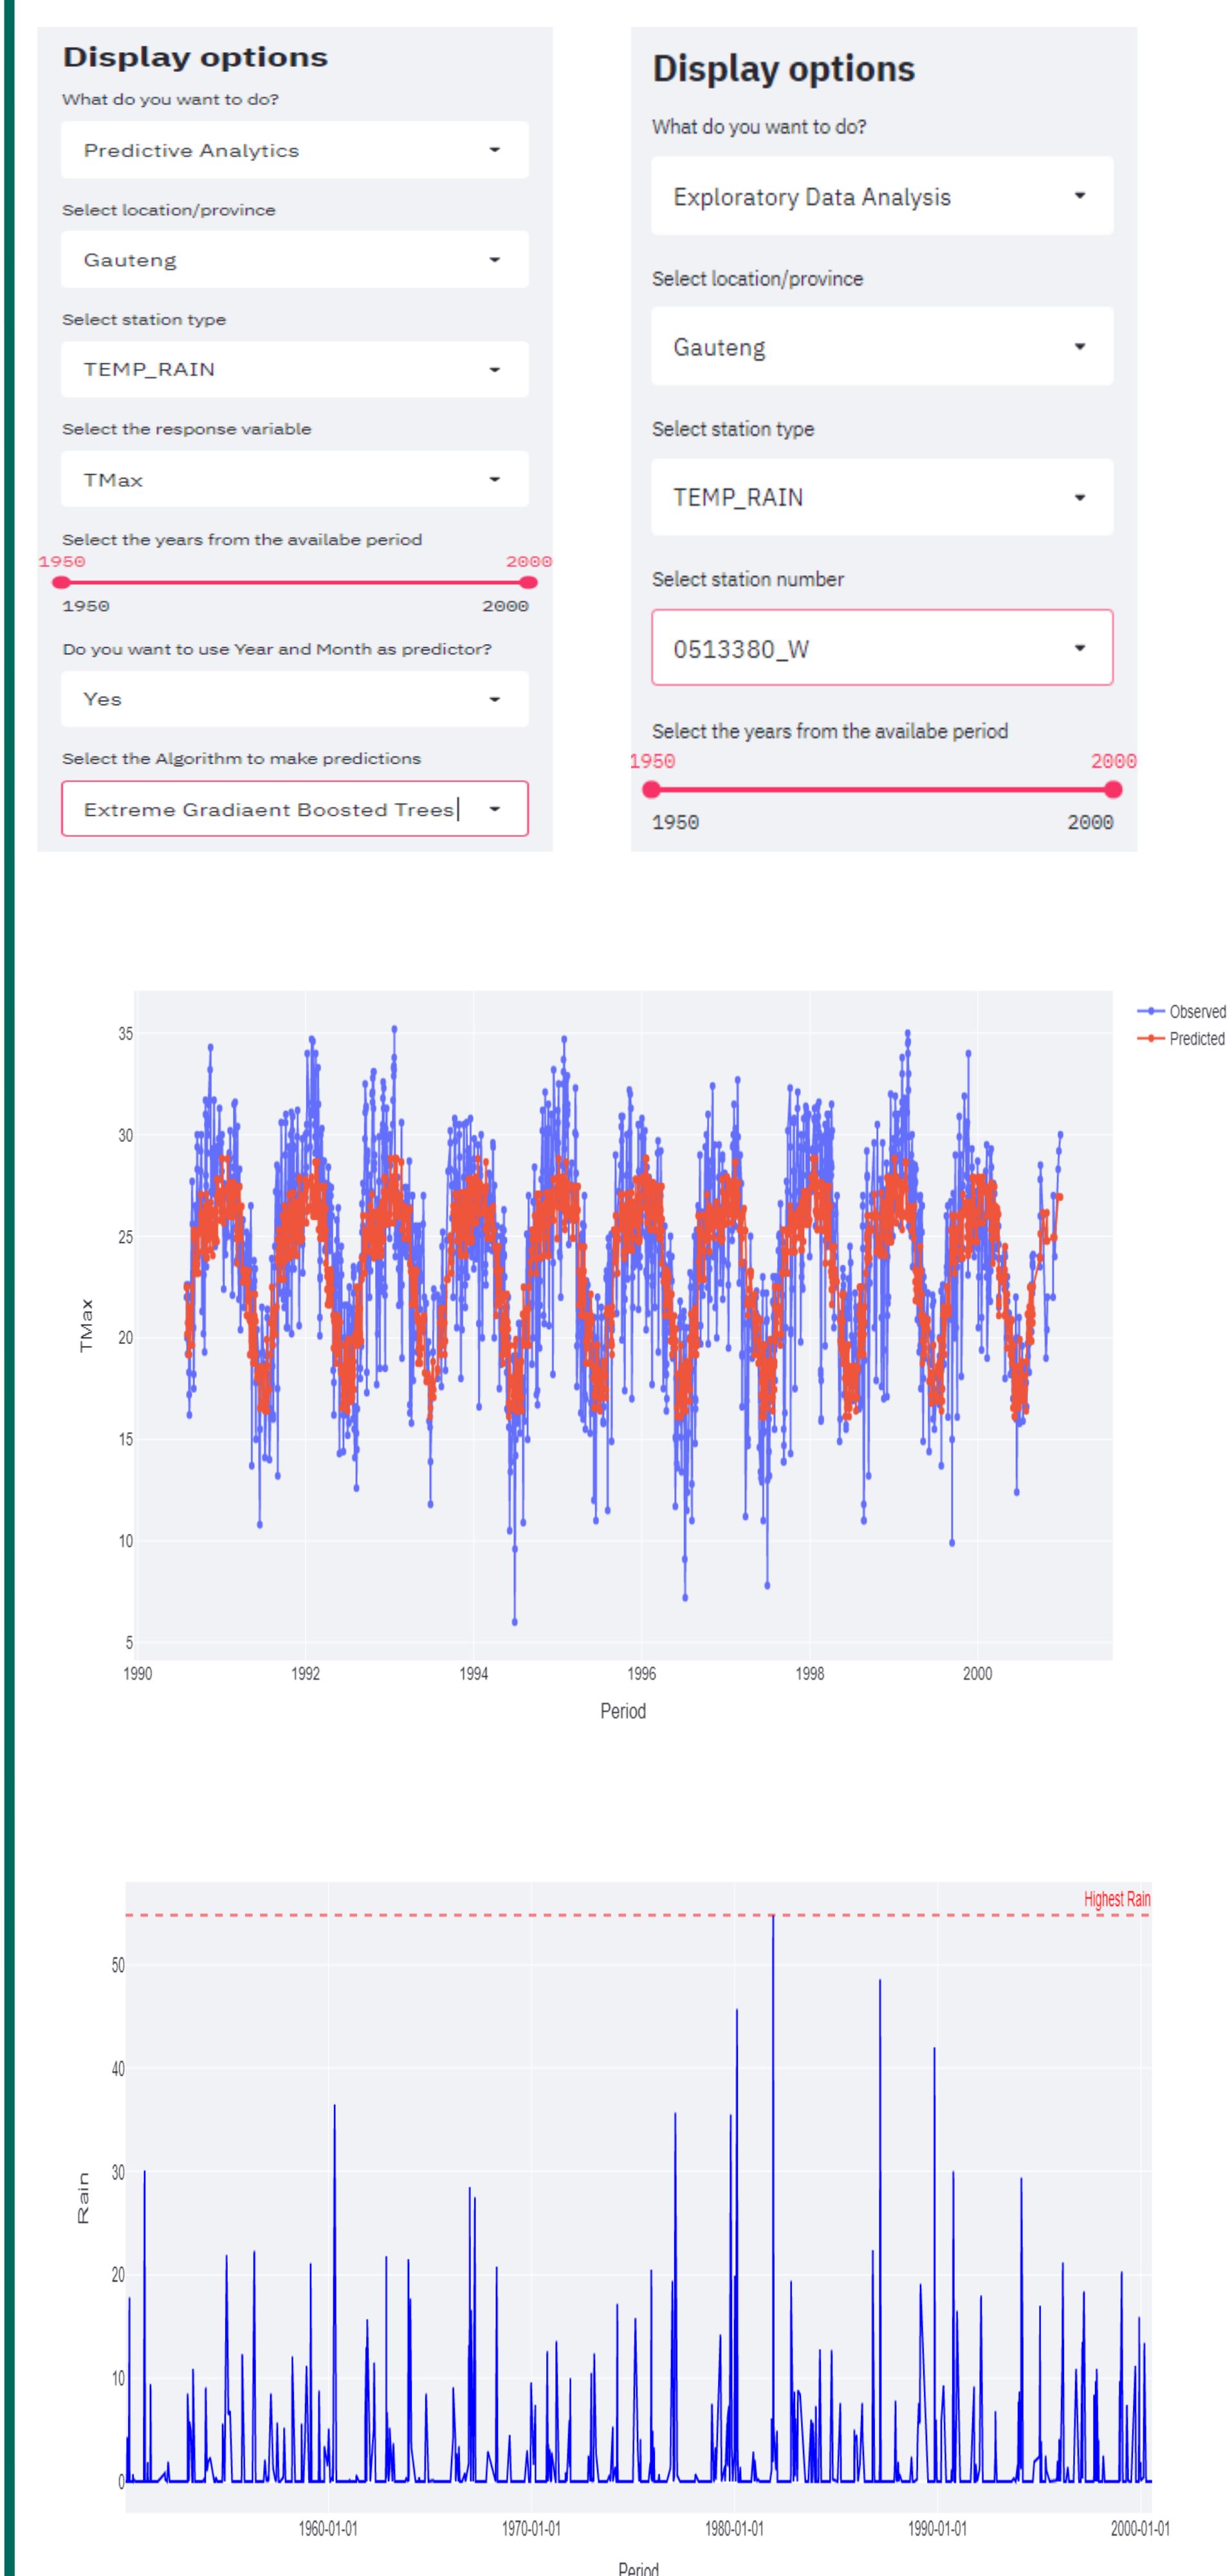 Display options
What do you want to do?
Predictive Analytics
Select location/province
Gauteng
Select station type
TEMP_RAIN
Select the response variable
TMax
Select the years from the availabe period
1950 2000
1950 2000
Do you want to use Year and Month as predictor?
Yes
Select the Algorithm to make predictions
Extreme Gradiaent Boosted Trees
Display options
What do you want to do?
Exploratory Data Analysis
Select location/province
Gauteng
Select station type
TEMP_RAIN
Select station number
0513380_W
Select the years from the availabe period
1950 2000
1950 2000
Observed
Predicted
35
30
25
20
15
10
5
TMax
1990 1992 1994 1996 1998 2000
Period
Highest Rain
50
40
30
20
10
0
Rain
1960-01-01 1970-01-01 1980-01-01 1990-01-01 2000-01-01
Period